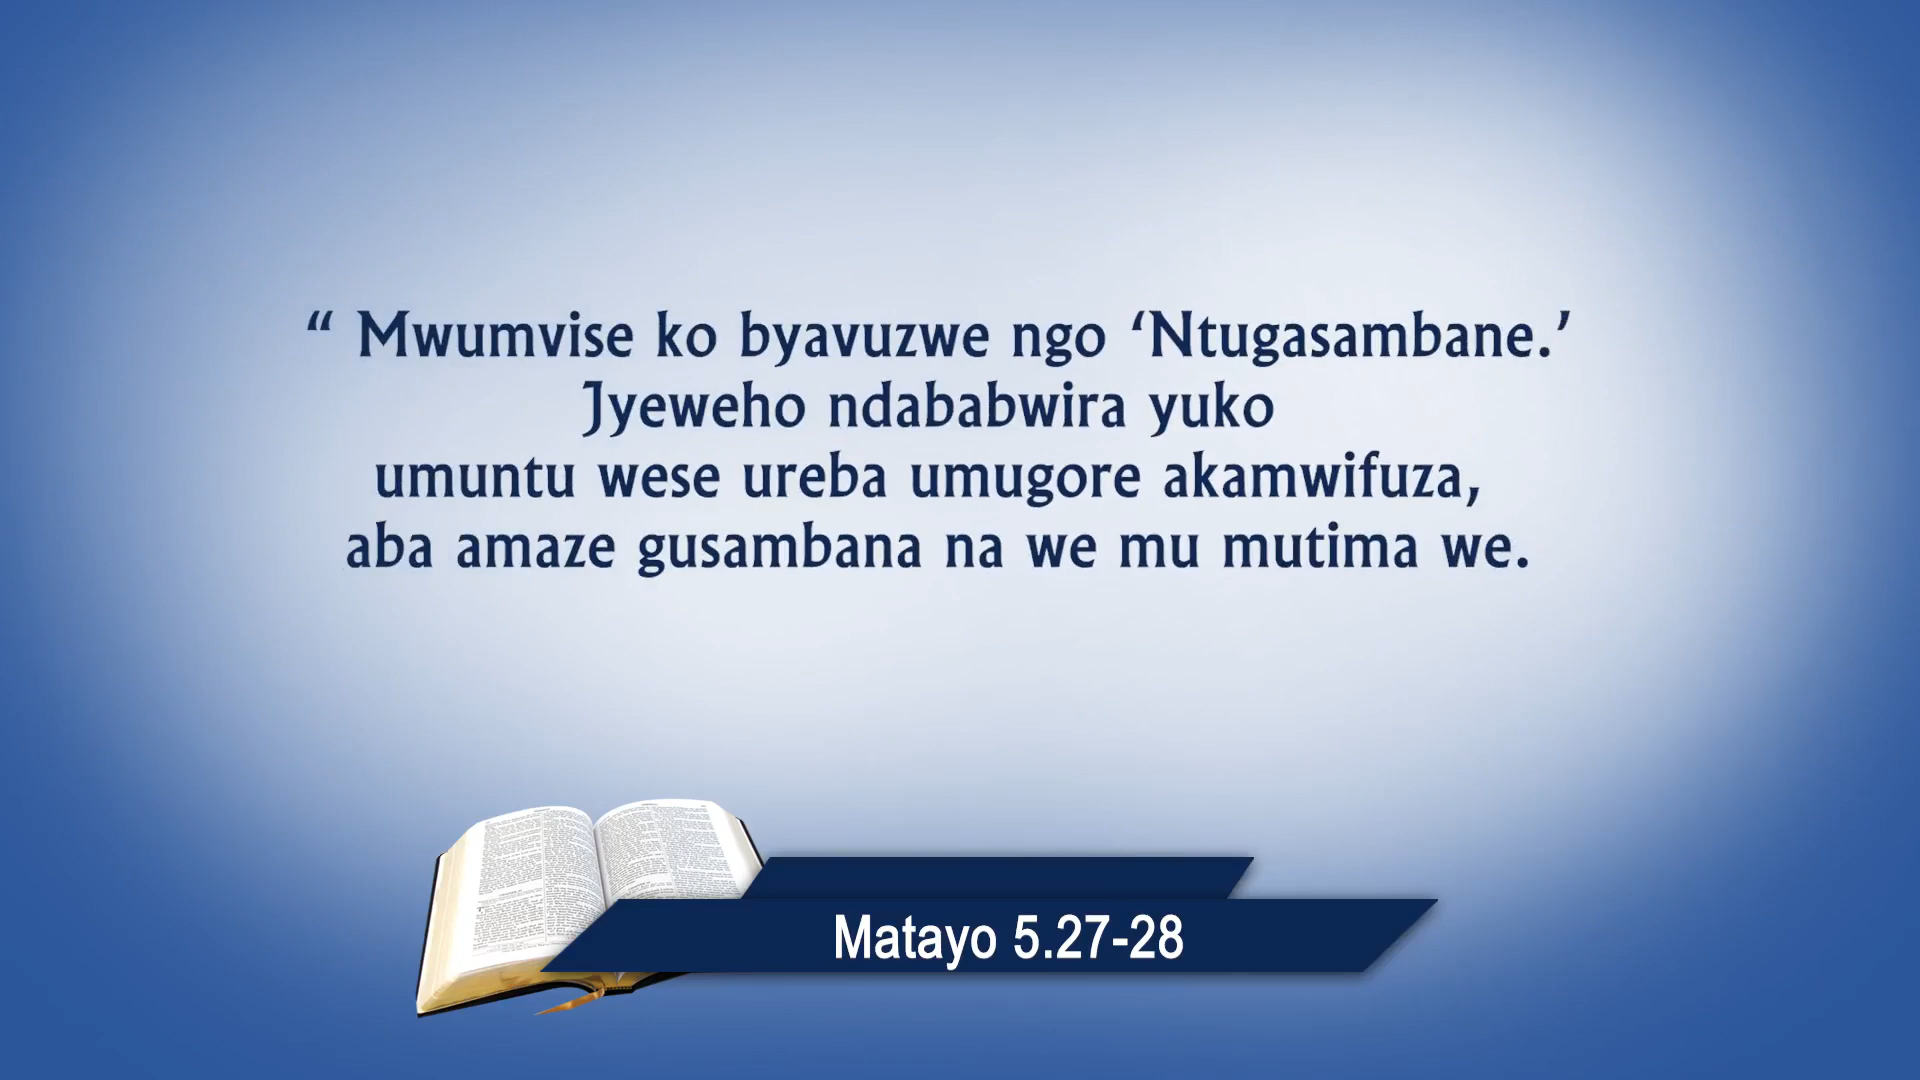 “ Mwumvise ko byavuzwe ngo ‘Ntugasambane.’
Jyeweho ndababwira yuko
umuntu wese ureba umugore akamwifuza,
aba amaze gusambana na we mu mutima we.
Matayo 5.27-28